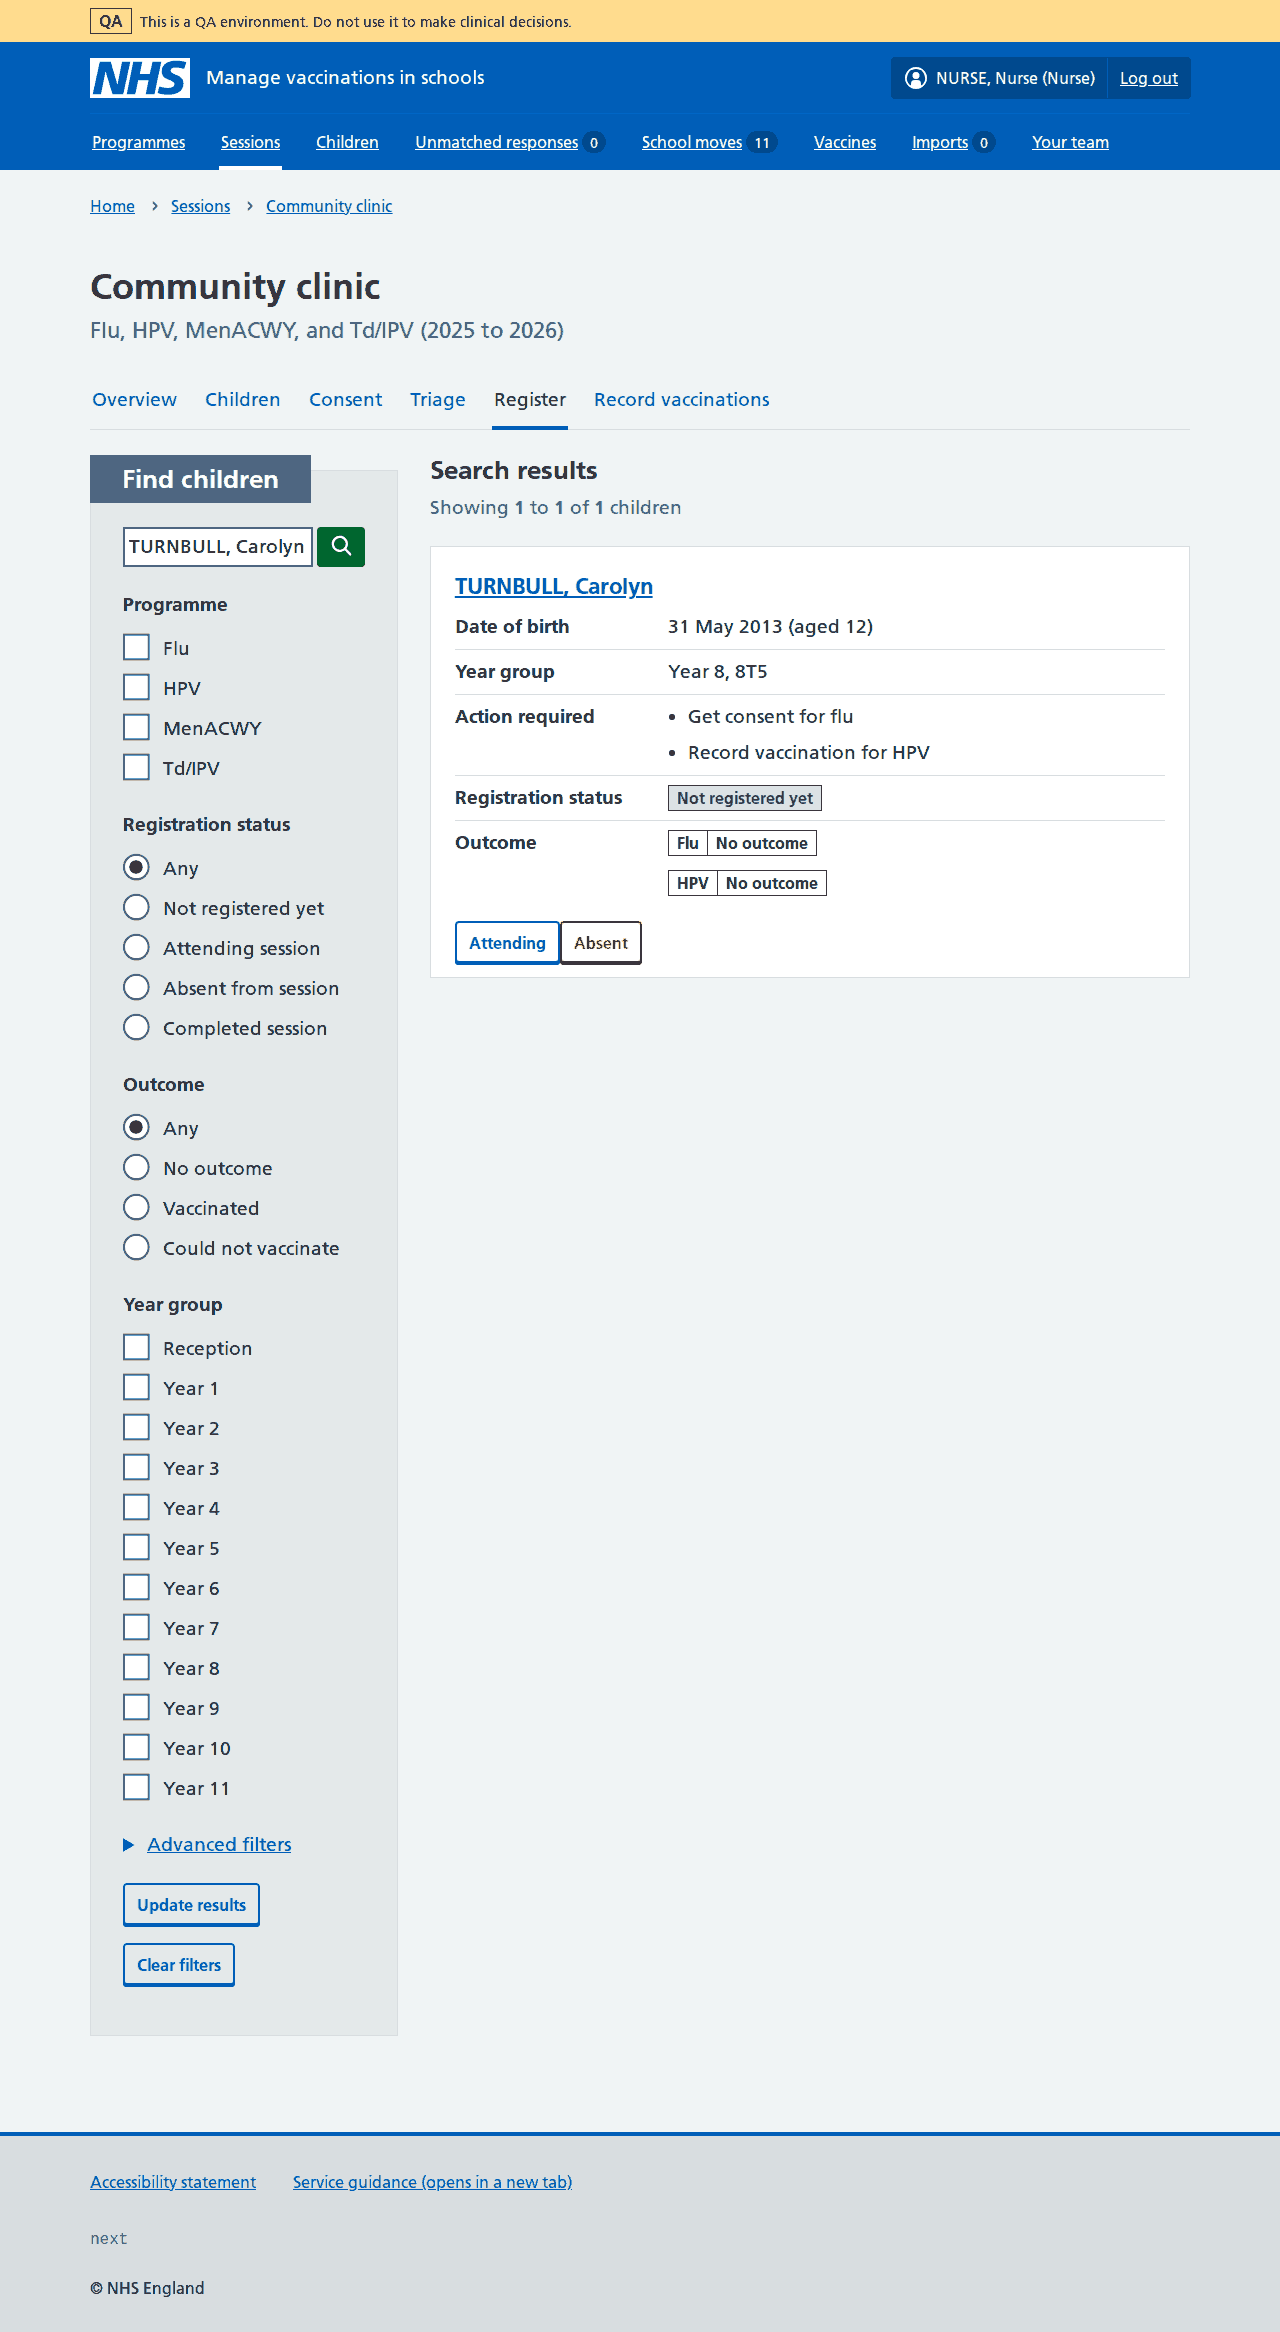 QA This is a QA environment. Do not use it to make clinical decisions.
NHS Manage vaccinations in schools
NURSE, Nurse (Nurse) Log out
Programmes Sessions Children Unmatched responses 0 School moves 11 Vaccines Imports 0 Your team
Home › Sessions › Community clinic
Community clinic
Flu, HPV, MenACWY, and Td/IPV (2025 to 2026)
Overview Children Consent Triage Register Record vaccinations
Find children
TURNBULL, Carolyn
Programme
Flu
HPV
MenACWY
Td/IPV
Registration status
Any
Not registered yet
Attending session
Absent from session
Completed session
Outcome
Any
No outcome
Vaccinated
Could not vaccinate
Year group
Reception
Year 1
Year 2
Year 3
Year 4
Year 5
Year 6
Year 7
Year 8
Year 9
Year 10
Year 11
Advanced filters
Update results
Clear filters
Search results
Showing 1 to 1 of 1 children
TURNBULL, Carolyn
Date of birth 31 May 2013 (aged 12)
Year group Year 8, 8T5
Action required • Get consent for flu
• Record vaccination for HPV
Registration status Not registered yet
Outcome Flu No outcome
HPV No outcome
Attending Absent
Accessibility statement Service guidance (opens in a new tab)
next
© NHS England